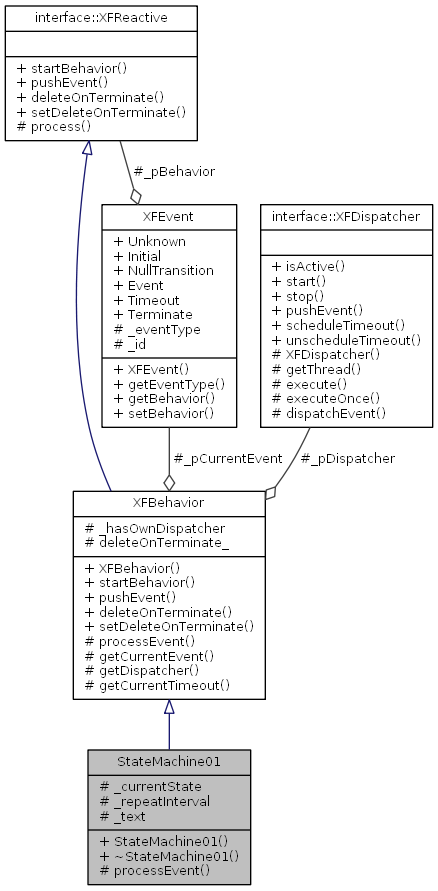 interface::XFReactive
+ startBehavior()
+ pushEvent()
+ deleteOnTerminate()
+ setDeleteOnTerminate()
# process()
#_pBehavior
XFEvent
+ Unknown
+ Initial
+ NullTransition
+ Event
+ Timeout
+ Terminate
# _eventType
# _id
+ XFEvent()
+ getEventType()
+ getBehavior()
+ setBehavior()
interface::XFDispatcher
+ isActive()
+ start()
+ stop()
+ pushEvent()
+ scheduleTimeout()
+ unscheduleTimeout()
# XFDispatcher()
# getThread()
# execute()
# executeOnce()
# dispatchEvent()
#_pCurrentEvent
#_pDispatcher
XFBehavior
# _hasOwnDispatcher
# deleteOnTerminate_
+ XFBehavior()
+ startBehavior()
+ pushEvent()
+ deleteOnTerminate()
+ setDeleteOnTerminate()
# processEvent()
# getCurrentEvent()
# getDispatcher()
# getCurrentTimeout()
StateMachine01
# _currentState
# _repeatInterval
# _text
+ StateMachine01()
+ ~StateMachine01()
# processEvent()